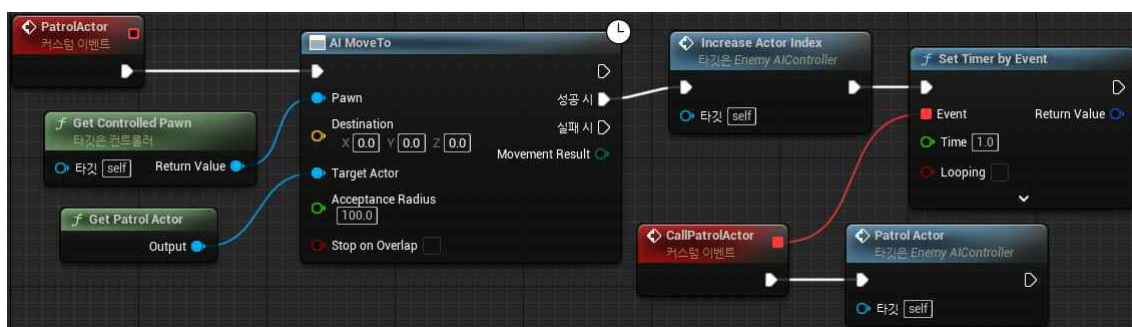 PatrolActor
커스텀 이벤트
f Get Controlled Pawn
타깃은 컨트롤러
타깃 self Return Value
f Get Patrol Actor
Output
AI MoveTo
Pawn 성공 시
Destination 실패 시
X 0.0 Y 0.0 Z 0.0
Movement Result
Target Actor
Acceptance Radius
100.0
Stop on Overlap
Increase Actor Index
타깃은 Enemy AIController
타깃 self
f Set Timer by Event
Event Return Value
Time 1.0
Looping
CallPatrolActor
커스텀 이벤트
Patrol Actor
타깃은 Enemy AIController
타깃 self